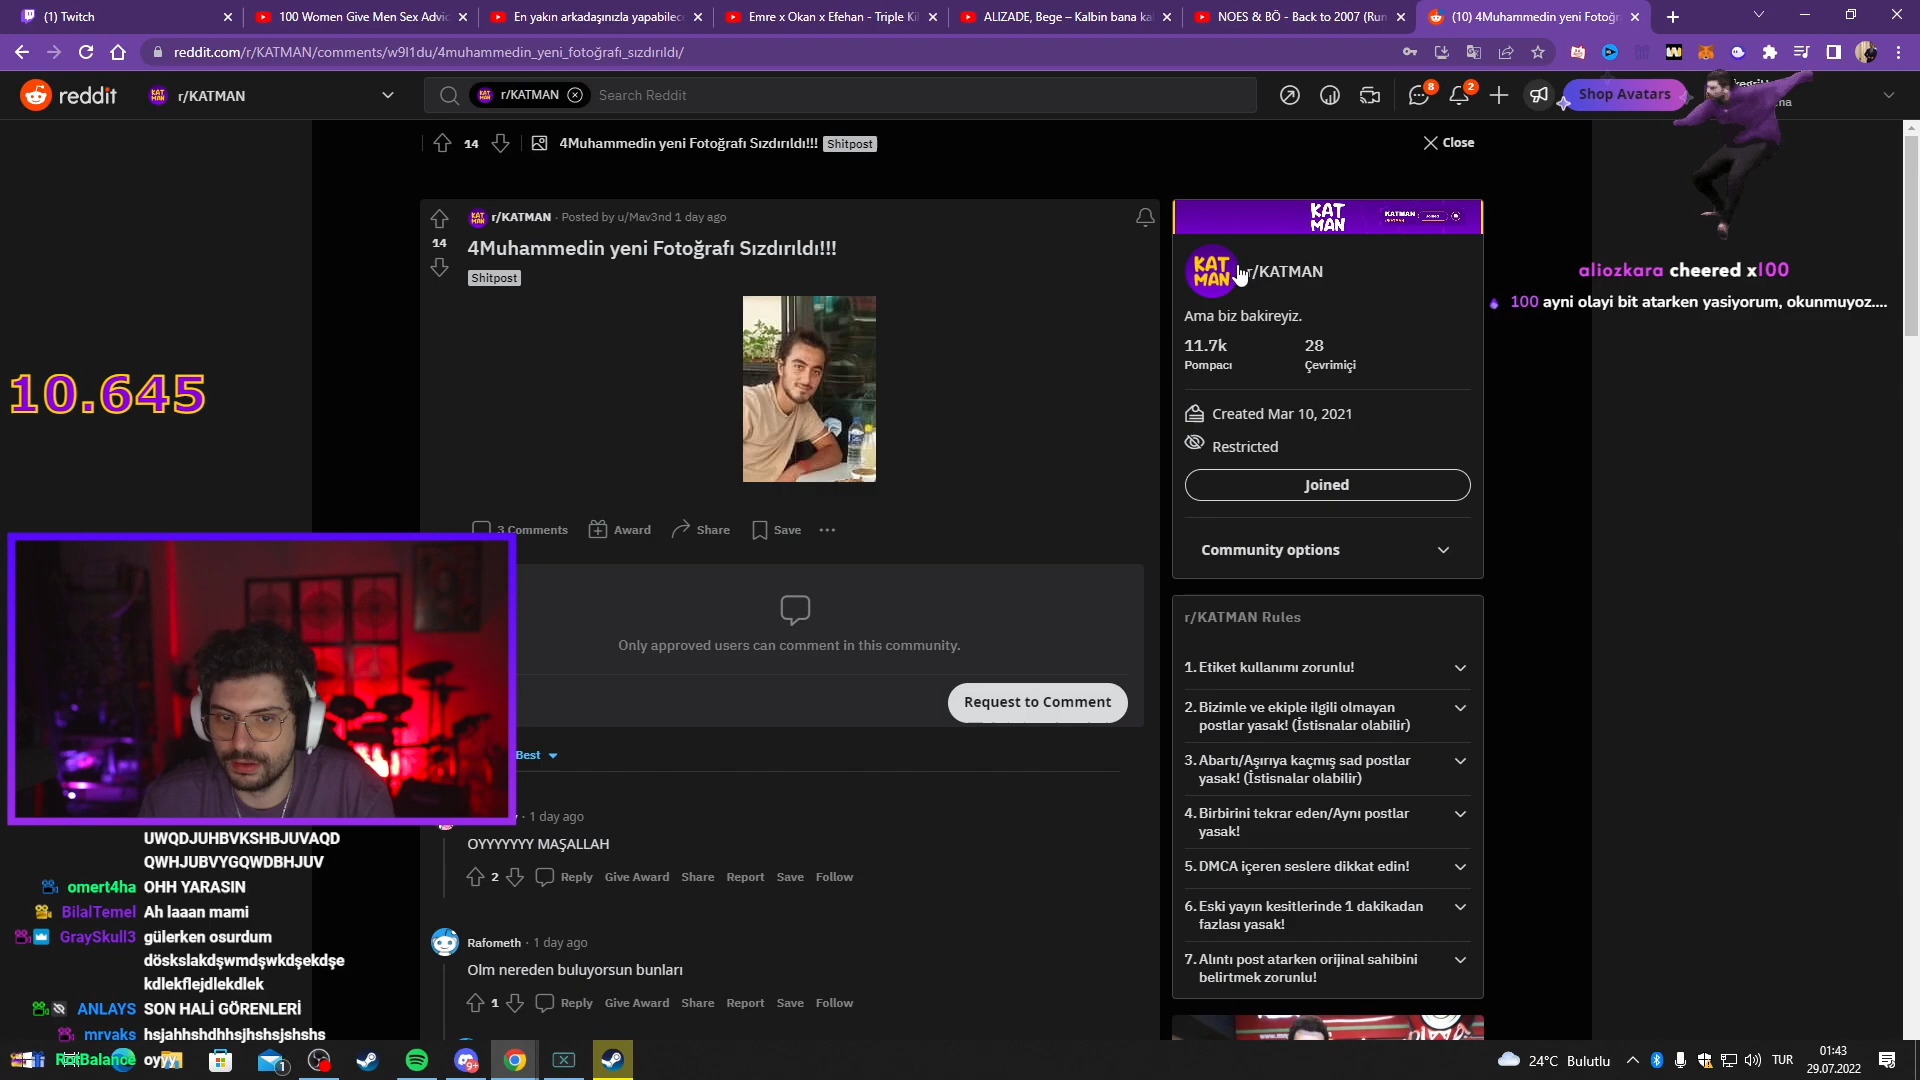 (1) Twitch
100 Women Give Men Sex Advic
En yakın arkadaşınızla yapabilec
Emre x Okan x Efehan - Triple Ki
ALIZADE, Bege – Kalbin bana ka
NOES & BÖ - Back to 2007 (Run
(10) 4Muhammedin yeni Fotoğra
reddit.com/r/KATMAN/comments/w9l1du/4muhammedin_yeni_fotoğrafı_sızdırıldı/
reddit
r/KATMAN
r/KATMAN
Search Reddit
8
2
Shop Avatars
14
4Muhammedin yeni Fotoğrafı Sızdırıldı!!!
Shitpost
Close
r/KATMAN · Posted by u/Mav3nd 1 day ago
14
4Muhammedin yeni Fotoğrafı Sızdırıldı!!!
Shitpost
3 Comments
Award
Share
Save
Only approved users can comment in this community.
Request to Comment
Best
· 1 day ago
OYYYYYYY MAŞALLAH
2
Reply
Give Award
Share
Report
Save
Follow
Rafometh · 1 day ago
Olm nereden buluyorsun bunları
1
Reply
Give Award
Share
Report
Save
Follow
KAT
MAN
KATMAN
KAT
MAN
r/KATMAN
Ama biz bakireyiz.
11.7k
Pompacı
28
Çevrimiçi
Created Mar 10, 2021
Restricted
Joined
Community options
r/KATMAN Rules
1. Etiket kullanımı zorunlu!
2. Bizimle ve ekiple ilgili olmayan
postlar yasak! (İstisnalar olabilir)
3. Abartı/Aşırıya kaçmış sad postlar
yasak! (İstisnalar olabilir)
4. Birbirini tekrar eden/Aynı postlar
yasak!
5. DMCA içeren seslere dikkat edin!
6. Eski yayın kesitlerinde 1 dakikadan
fazlası yasak!
7. Alıntı post atarken orijinal sahibini
belirtmek zorunlu!
aliozkara cheered x100
100 ayni olayi bit atarken yasiyorum, okunmuyoz....
10.645
UWQDJUHBVKSHBJUVAQD
QWHJUBVYGQWDBHJUV
omert4ha OHH YARASIN
BilalTemel Ah laaan mami
GraySkull3 gülerken osurdum
döskslakdşwmdşwkdşekdşe
kdlekflejdlekdlek
ANLAYS SON HALİ GÖRENLERİ
mrvaks hsjahhshdhhsjhshsjshshs
RotBalance oyyy
1
9+
24°C Bulutlu
TUR
01:43
29.07.2022